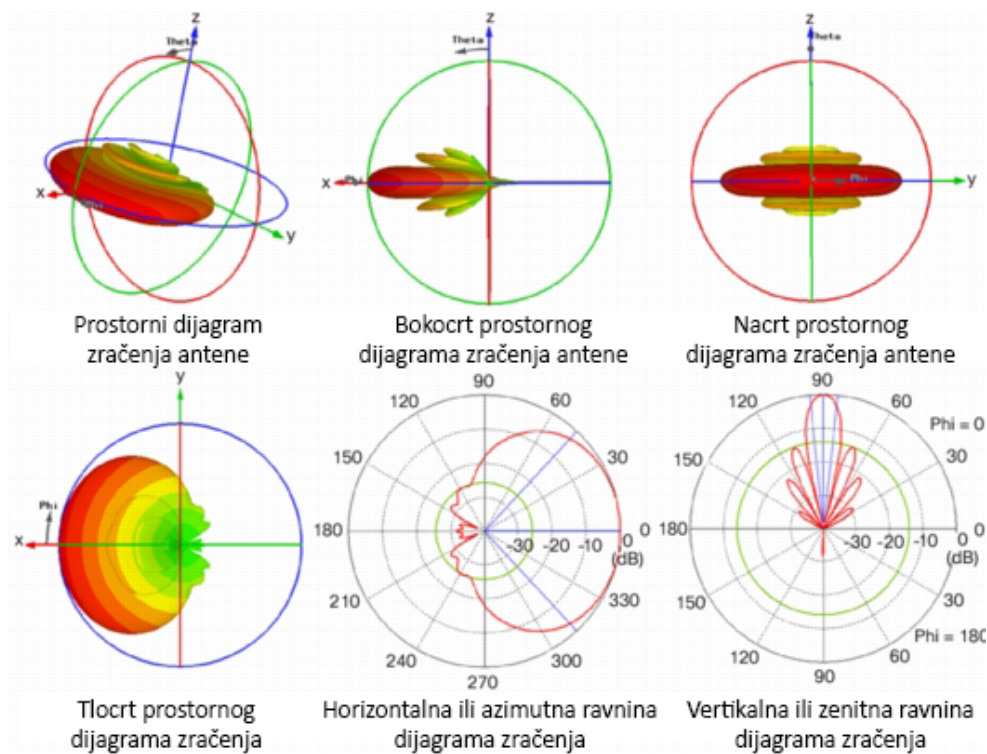 z
Theta
x
Phi
y
Prostorni dijagram
zračenja antene
z
Theta
x
Phi
Bokocrt prostornog
dijagrama zračenja antene
z
Theta
Phi
y
Nacrt prostornog
dijagrama zračenja antene
y
Phi
x
Tlocrt prostornog
dijagrama zračenja
90
120
60
150
30
180
-30
-20
-10
0
0
(dB)
210
330
240
300
270
Horizontalna ili azimutna ravnina
dijagrama zračenja
90
120
60
Phi = 0
150
30
180
-30
-20
-10
0
0
(dB)
150
30
Phi = 180
120
60
90
Vertikalna ili zenitna ravnina
dijagrama zračenja